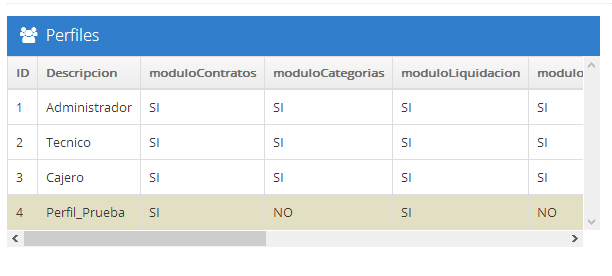 Perfiles
ID Descripcion moduloContratos moduloCategorias moduloLiquidacion modulo
1 Administrador SI SI SI SI
2 Tecnico SI SI SI SI
3 Cajero SI SI SI SI
4 Perfil_Prueba SI NO SI NO